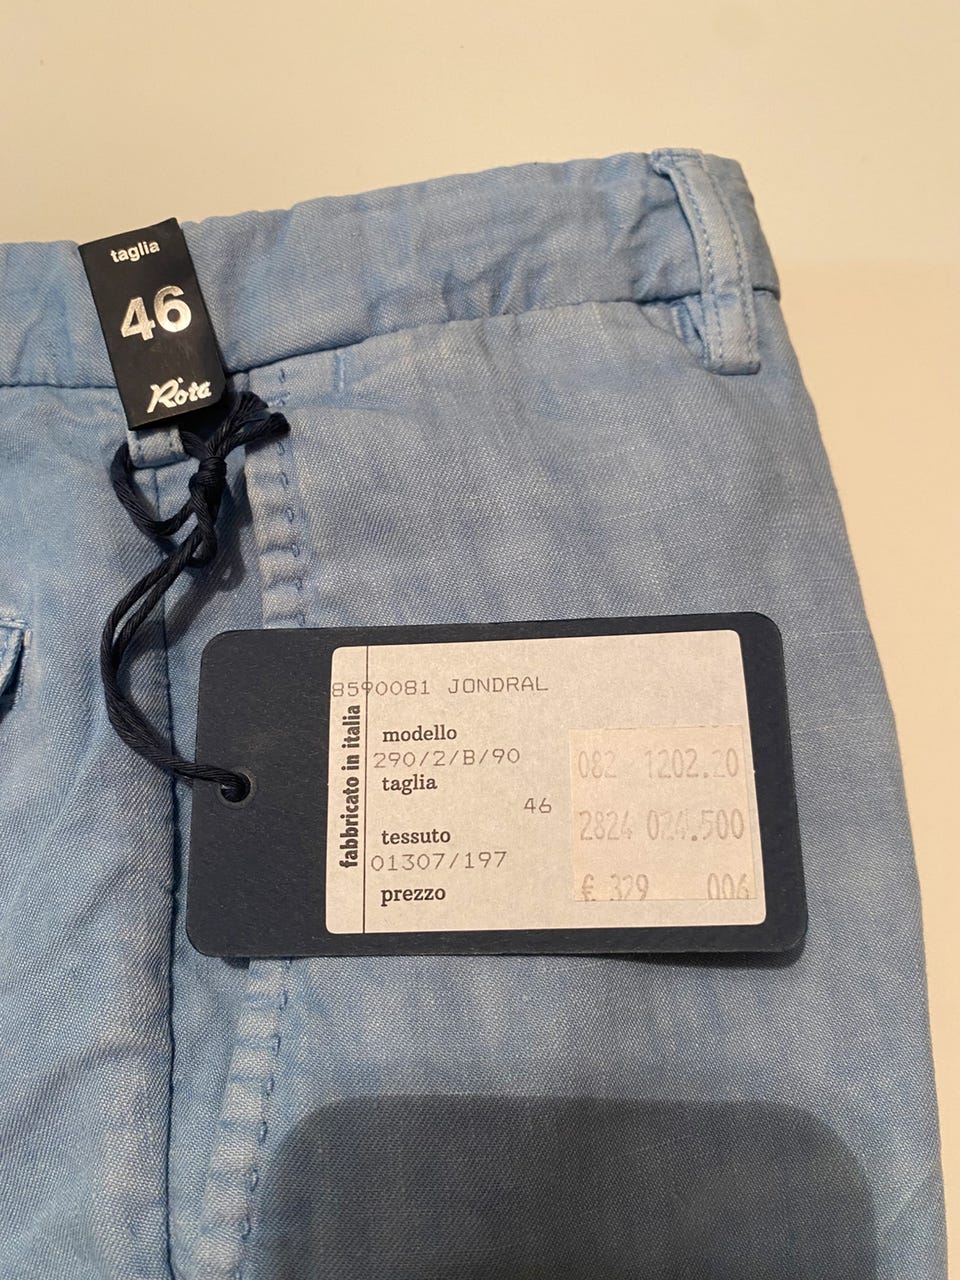 taglia
46
Rota
8590081 JONDRAL
fabbricato in italia
modello
290/2/B/90
taglia
46
tessuto
01307/197
prezzo
082 1202.20
2824 024.500
€ 329 006